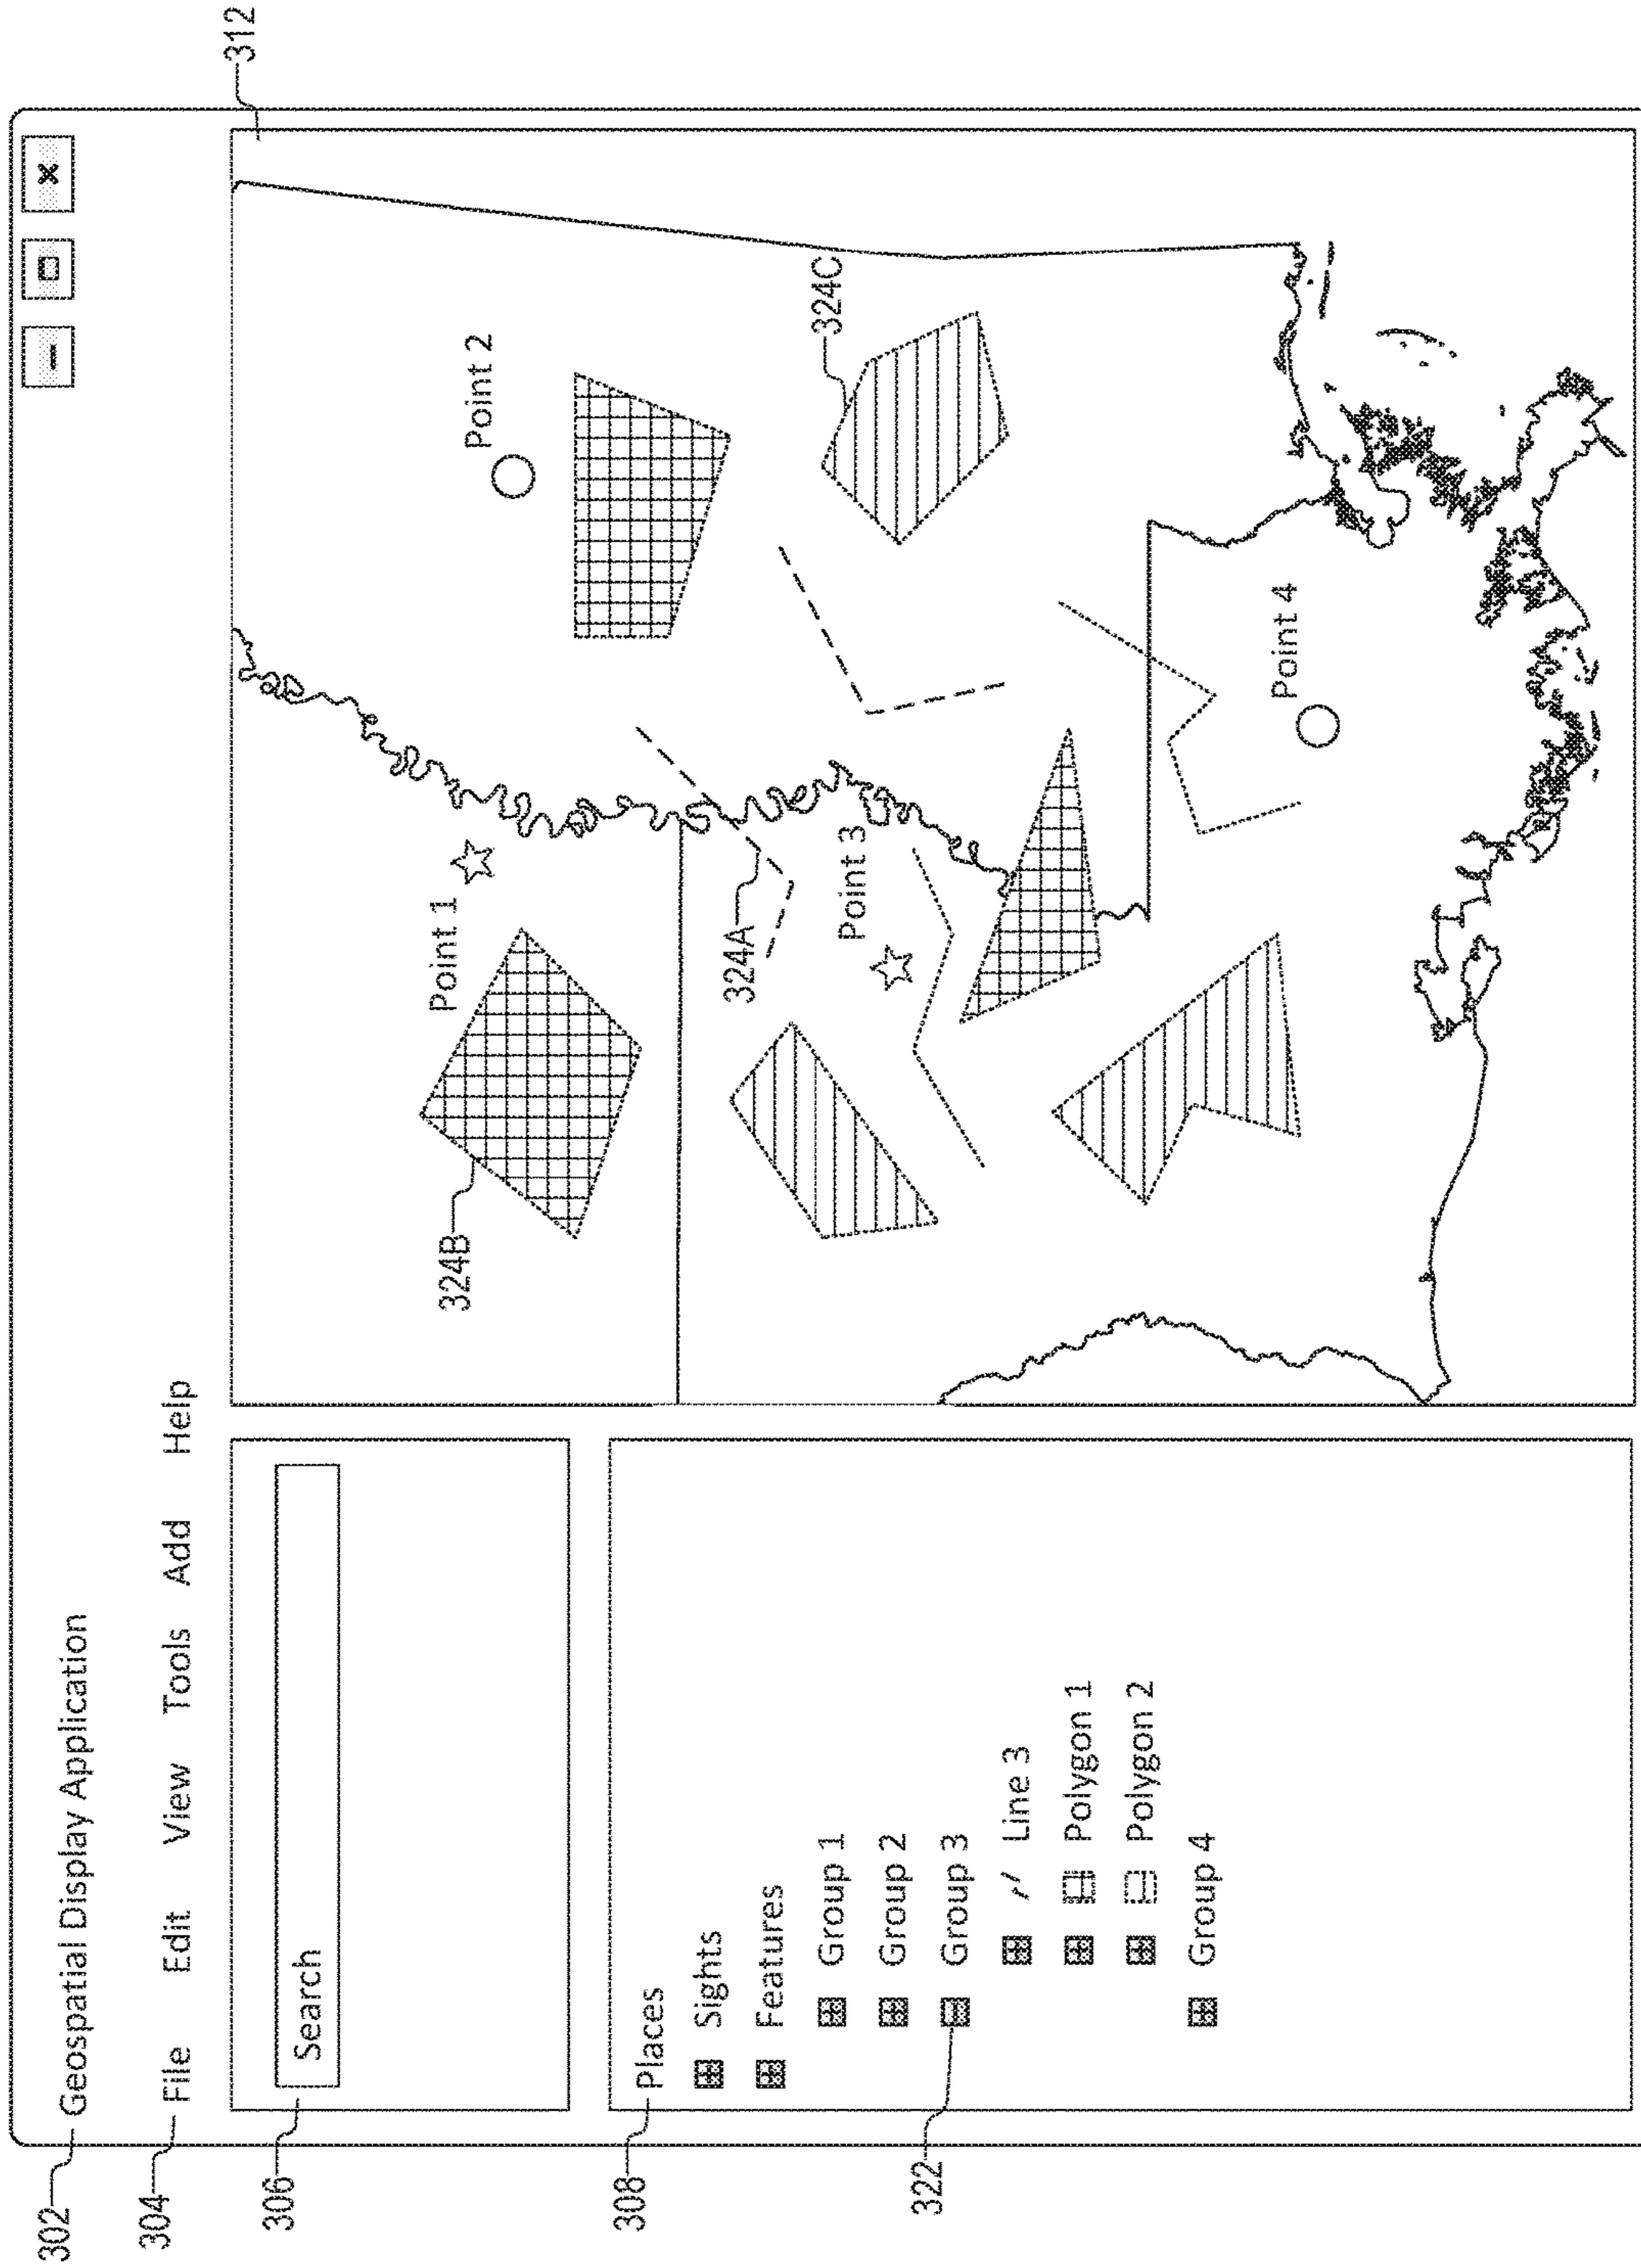 302
Geospatial Display Application
304
File Edit View Tools Add Help
306
Search
308
Places
Sights
Features
Group 1
Group 2
322
Group 3
Line 3
Polygon 1
Polygon 2
Group 4
312
324B
Point 1
Point 2
324A
324C
Point 3
Point 4